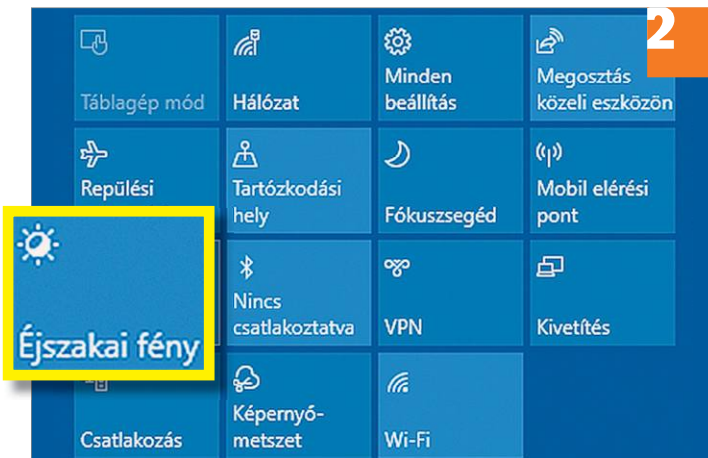 2
Táblagép mód
Hálózat
Minden
beállítás
Megosztás
közeli eszközön
Repülési
Tartózkodási
hely
Fókuszsegéd
Mobil elérési
pont
Éjszakai fény
Nincs
csatlakoztatva
VPN
Kivetítés
Csatlakozás
Képernyő-
metszet
Wi-Fi